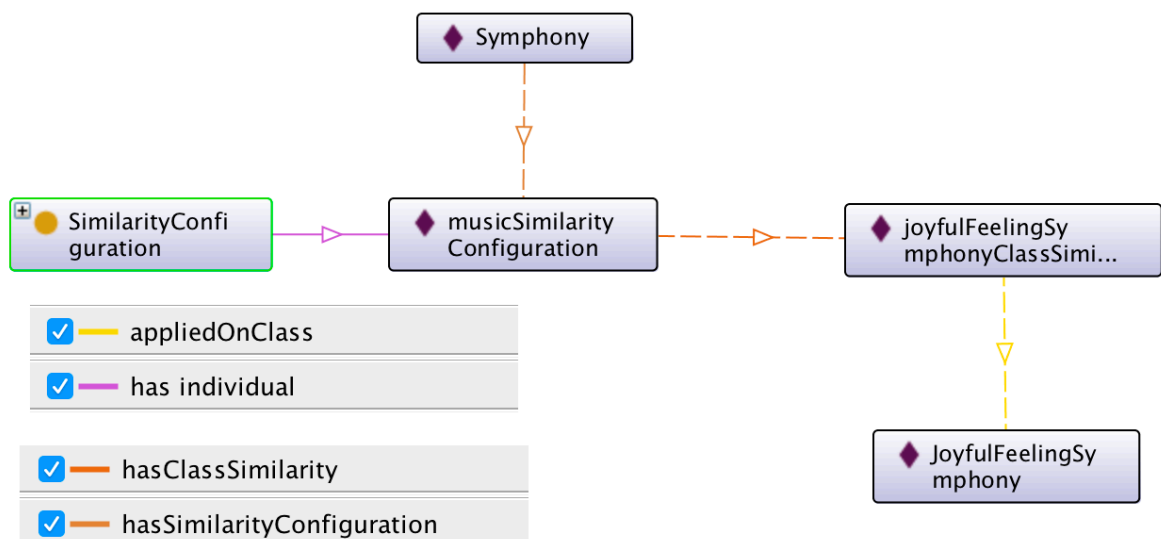 Symphony
SimilarityConfi
guration
musicSimilarity
Configuration
joyfulFeelingSy
mphonyClassSimi...
appliedOnClass
has individual
JoyfulFeelingSy
mphony
hasClassSimilarity
hasSimilarityConfiguration